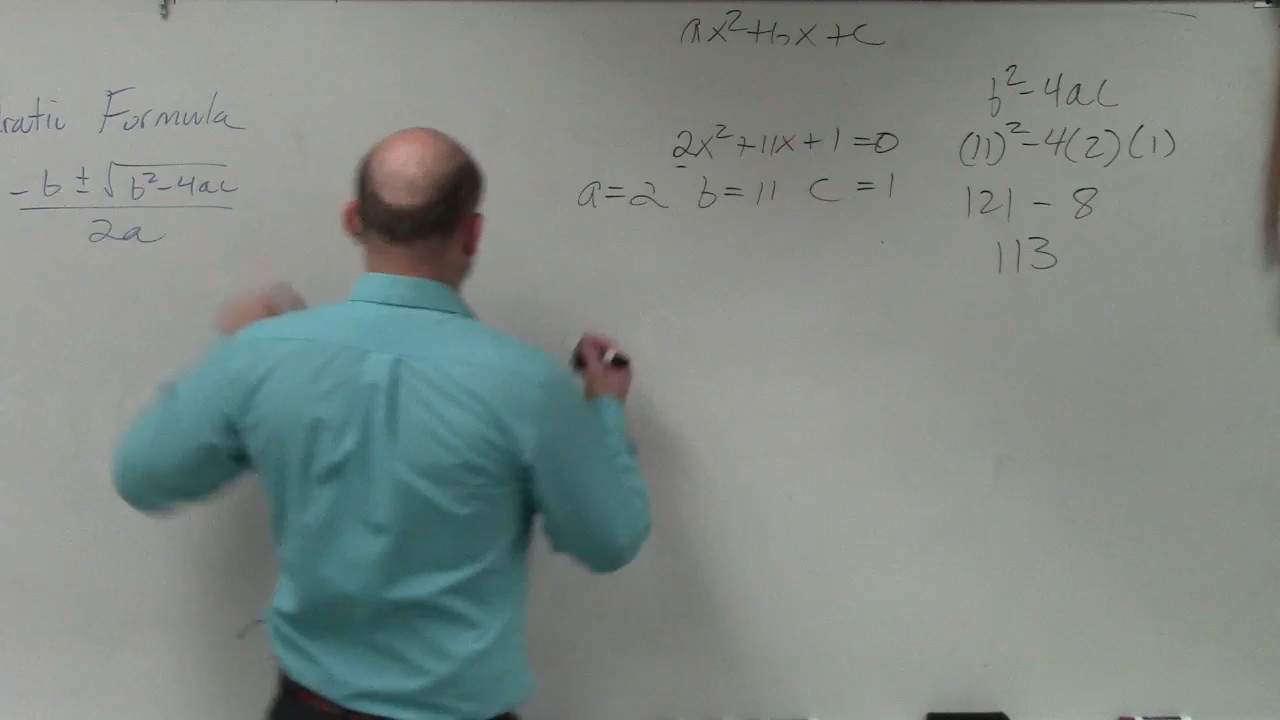 ax²+bx+c
Formula
-b ± √b²-4ac
2a
2x²+11x+1=0
a=2 b=11 c=1
b²-4ac
(11)²-4(2)(1)
121-8
113